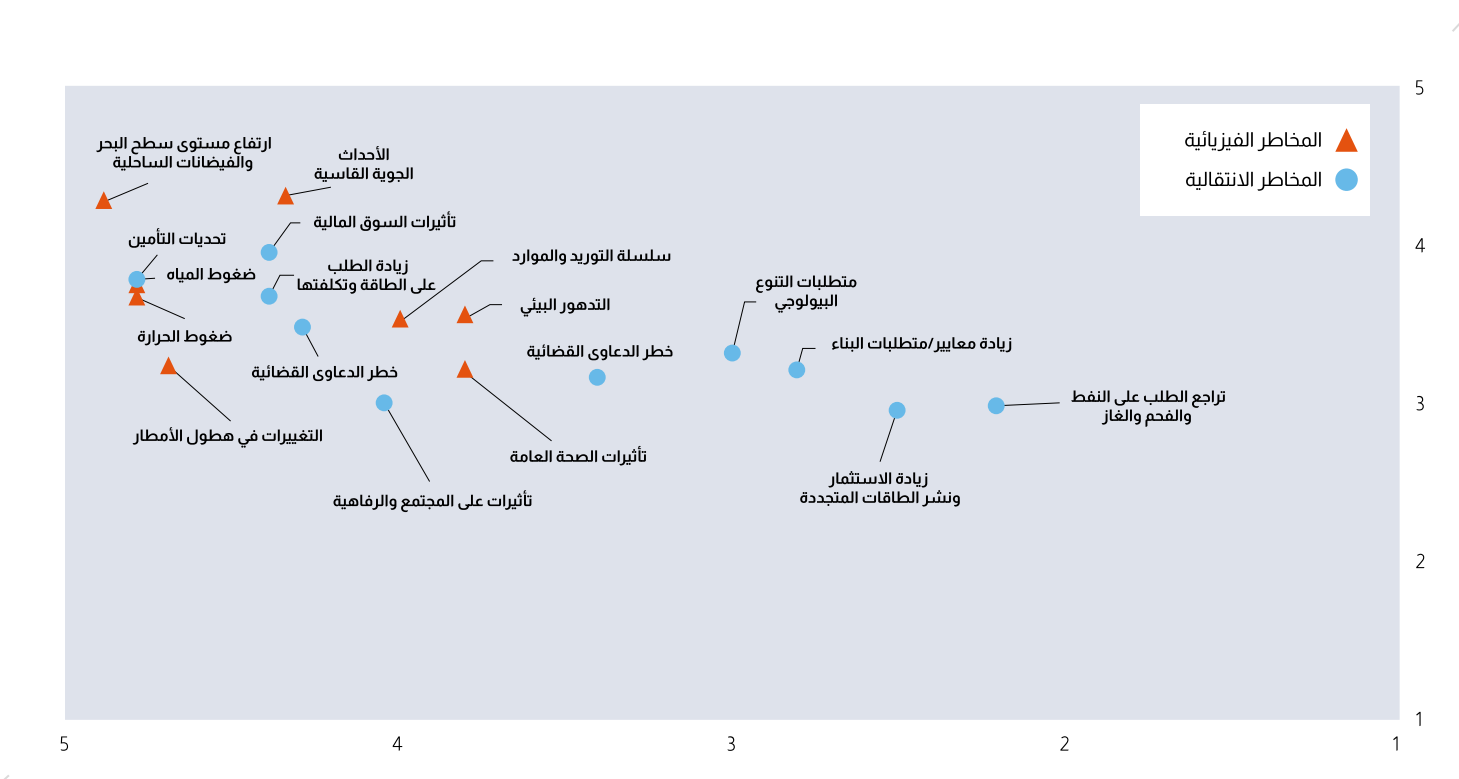 المخاطر الفيزيائية
المخاطر الانتقالية
5
4
3
2
1
ارتفاع مستوى سطح البحر
والفيضانات الساحلية
الأحداث
الجوية القاسية
تأثيرات السوق المالية
تحديات التأمين
ضغوط المياه
زيادة الطلب
على الطاقة وتكلفتها
سلسلة التوريد والموارد
التدهور البيئي
متطلبات التنوع
البيولوجي
زيادة معايير/متطلبات البناء
ضغوط الحرارة
خطر الدعاوى القضائية
خطر الدعاوى القضائية
تراجع الطلب على النفط
والفحم والغاز
التغييرات في هطول الأمطار
تأثيرات الصحة العامة
تأثيرات على المجتمع والرفاهية
زيادة الاستثمار
ونشر الطاقات المتجددة
1
2
3
4
5